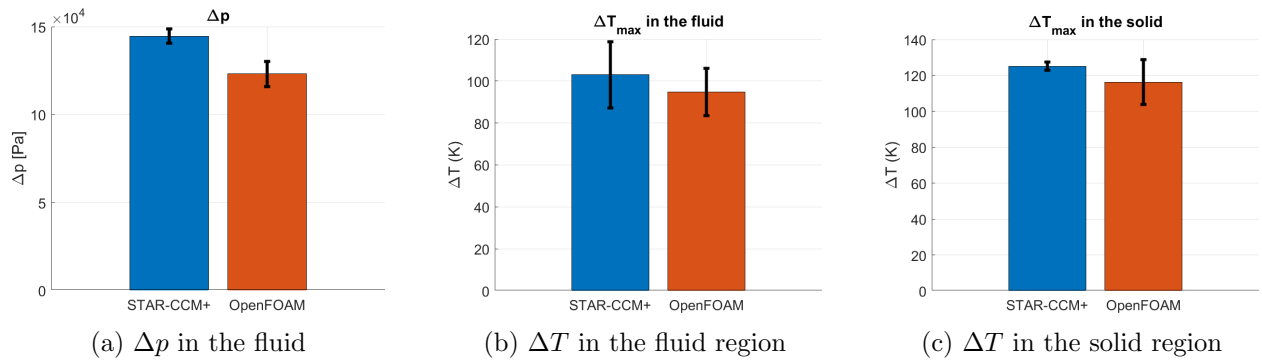 ×10⁴
Δp
15
10
5
0
Δp [Pa]
STAR-CCM+ OpenFOAM
(a) Δp in the fluid
ΔT_max in the fluid
120
100
80
60
40
20
0
ΔT (K)
STAR-CCM+ OpenFOAM
(b) ΔT in the fluid region
ΔT_max in the solid
140
120
100
80
60
40
20
0
ΔT (K)
STAR-CCM+ OpenFOAM
(c) ΔT in the solid region